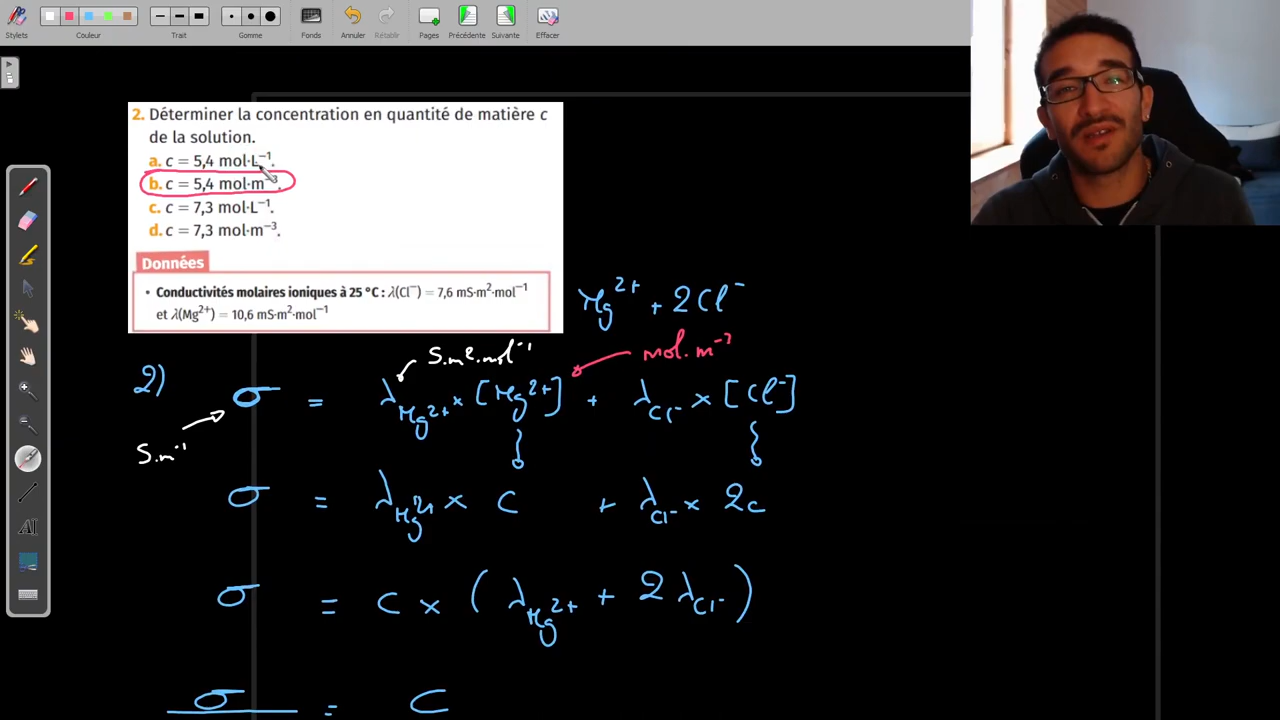 Stylets Couleur Trait Gomme Fonds Annuler Rétablir Pages Précédente Suivante Effacer
2. Déterminer la concentration en quantité de matière c
de la solution.
a. c = 5,4 mol·L⁻¹.
b. c = 5,4 mol·m⁻³.
c. c = 7,3 mol·L⁻¹.
d. c = 7,3 mol·m⁻³.
Données
• Conductivités molaires ioniques à 25 °C : λ(Cl⁻) = 7,6 mS·m²·mol⁻¹
et λ(Mg²⁺) = 10,6 mS·m²·mol⁻¹
Mg²⁺ + 2Cl⁻
S.m².mol⁻¹
mol.m⁻³
2) σ = λMg²⁺ × [Mg²⁺] + λCl⁻ × [Cl⁻]
S.m⁻¹
σ = λMg²⁺ × C + λCl⁻ × 2c
σ = C × (λMg²⁺ + 2λCl⁻)
σ = C
AI